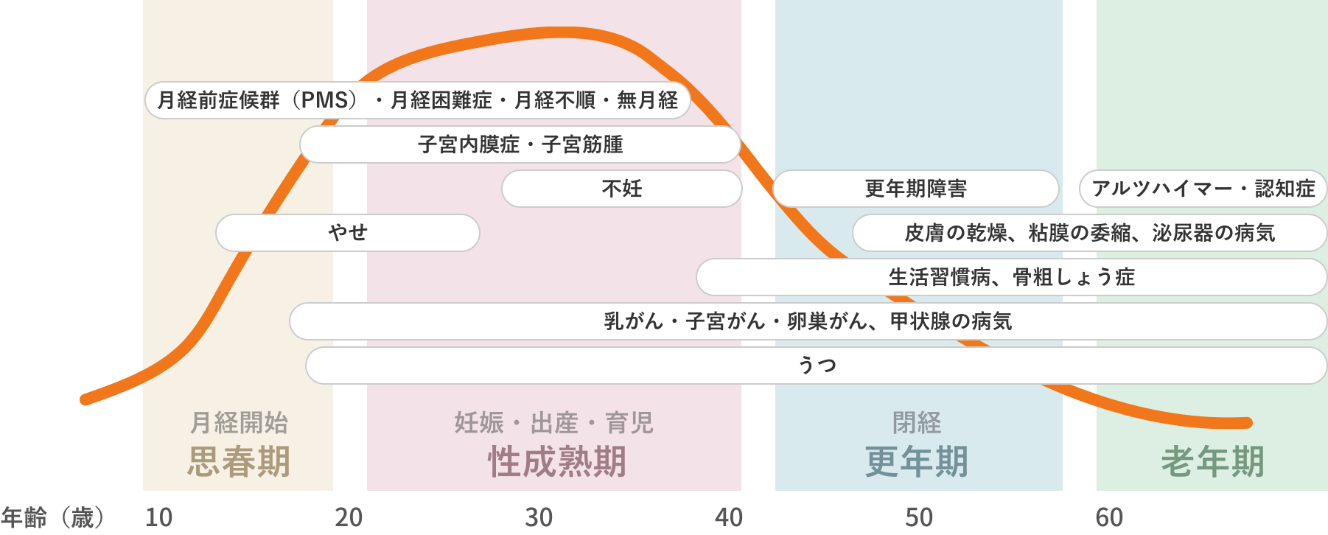 月経前症候群（PMS）・月経困難症・月経不順・無月経
子宮内膜症・子宮筋腫
不妊
更年期障害
アルツハイマー・認知症
やせ
皮膚の乾燥、粘膜の委縮、泌尿器の病気
生活習慣病、骨粗しょう症
乳がん・子宮がん・卵巣がん、甲状腺の病気
うつ
月経開始
思春期
妊娠・出産・育児
性成熟期
閉経
更年期
老年期
年齢（歳） 10 20 30 40 50 60